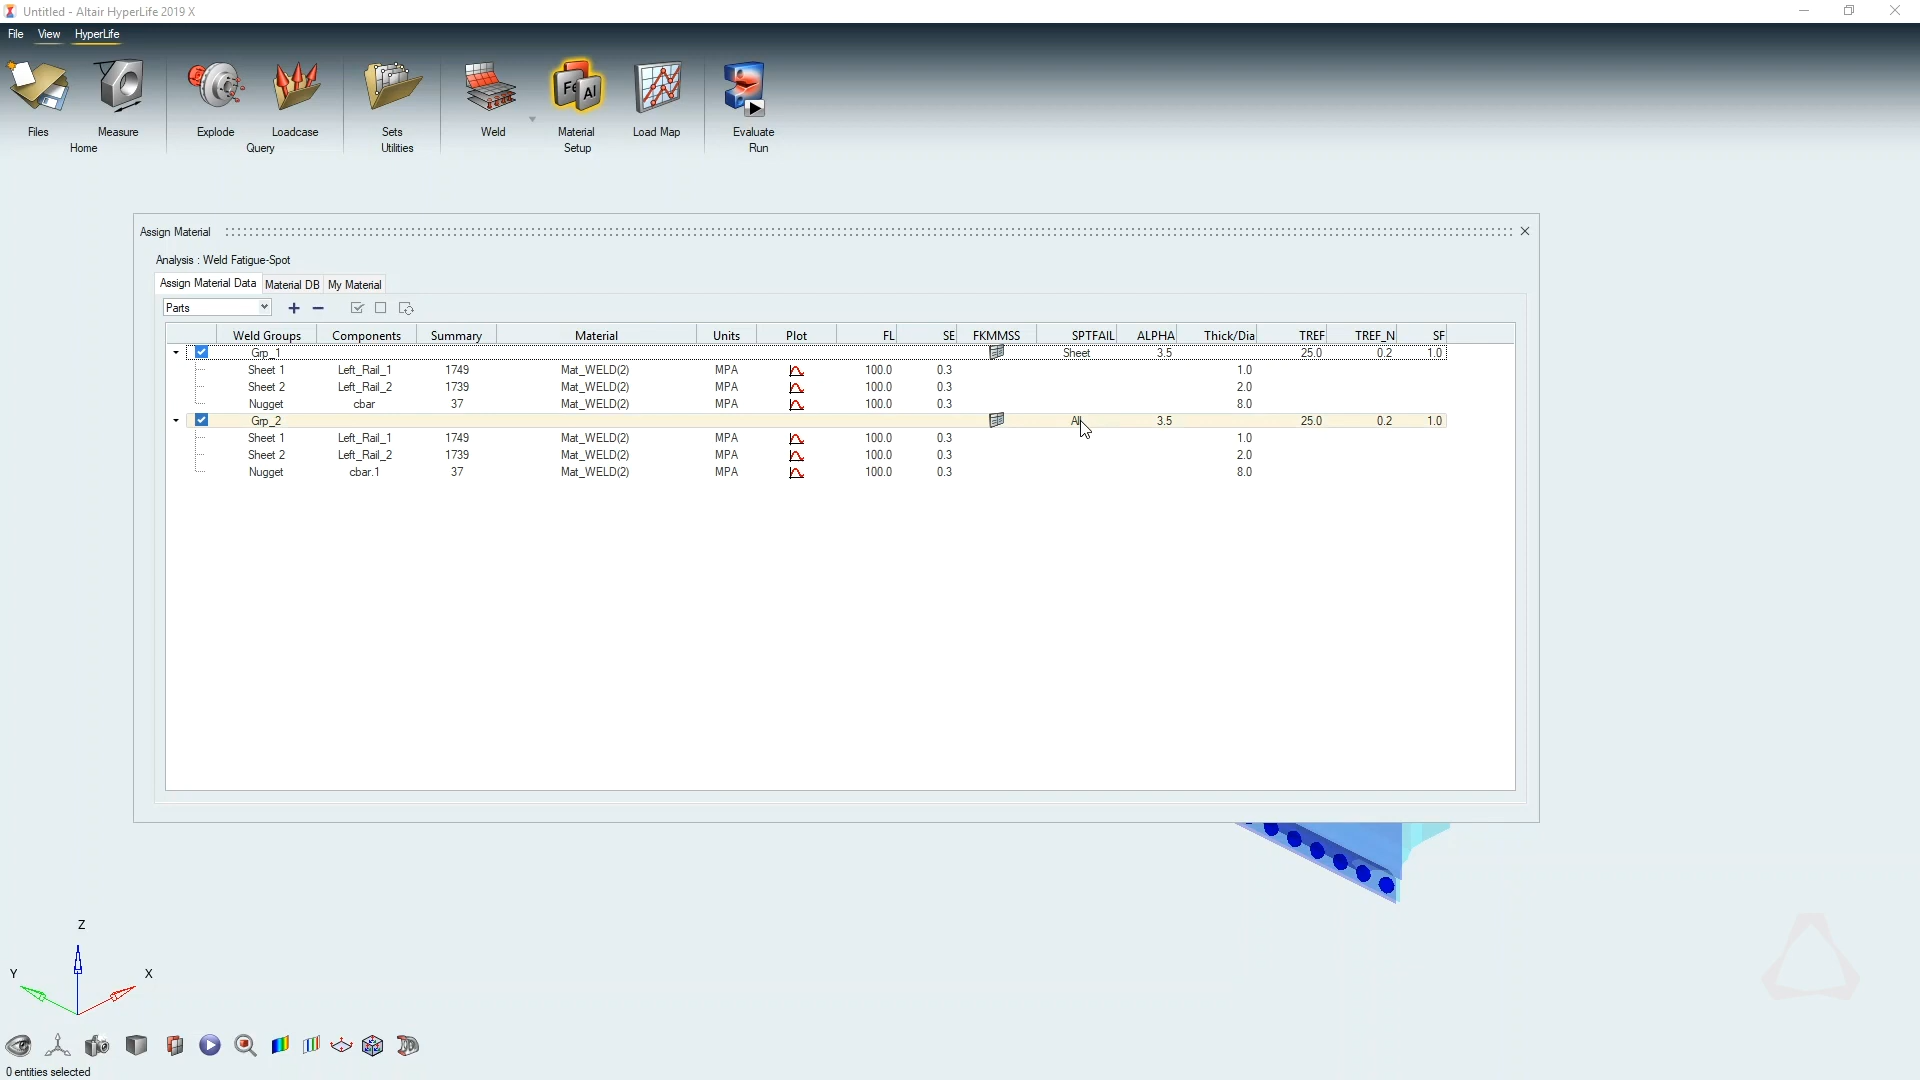 Untitled - Altair HyperLife 2019 X
File View HyperLife
Files Measure Explode Loadcase Sets Weld Material Load Map Evaluate
Home Query Utilities Setup Run
Assign Material
Analysis : Weld Fatigue-Spot
Assign Material Data Material DB My Material
Parts
Weld Groups Components Summary Material Units Plot FL SE FKMMSS SPTFAIL ALPHA Thick/Dia TREF TREF_N SF
Grp_1 Sheet 3.5 25.0 0.2 1.0
Sheet 1 Left_Rail_1 1749 Mat_WELD(2) MPA 100.0 0.3 1.0
Sheet 2 Left_Rail_2 1739 Mat_WELD(2) MPA 100.0 0.3 2.0
Nugget cbar 37 Mat_WELD(2) MPA 100.0 0.3 8.0
Grp_2 All 3.5 25.0 0.2 1.0
Sheet 1 Left_Rail_1 1749 Mat_WELD(2) MPA 100.0 0.3 1.0
Sheet 2 Left_Rail_2 1739 Mat_WELD(2) MPA 100.0 0.3 2.0
Nugget cbar.1 37 Mat_WELD(2) MPA 100.0 0.3 8.0
Z
Y X
0 entities selected